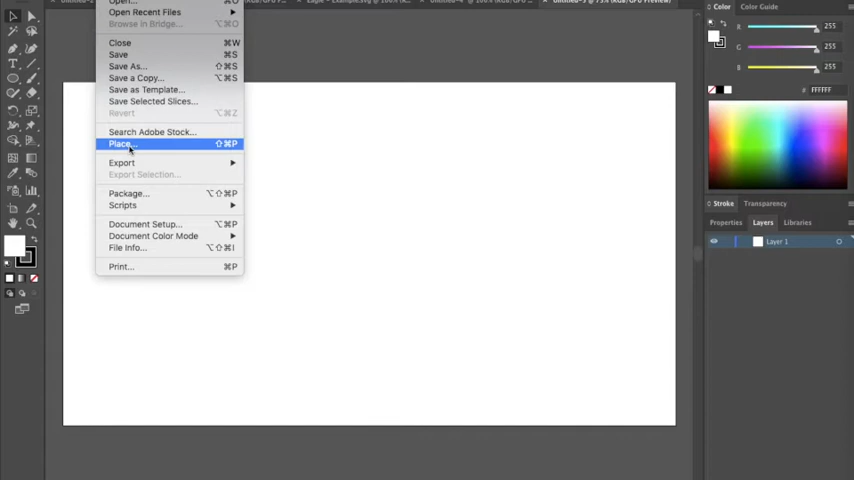 Open...
Open Recent Files
Browse in Bridge... ⌥⌘O
Close ⌘W
Save ⌘S
Save As... ⇧⌘S
Save a Copy... ⌥⌘S
Save as Template...
Save Selected Slices...
Revert ⌥⌘Z
Search Adobe Stock...
Place... ⇧⌘P
Export
Export Selection...
Package... ⌥⇧⌘P
Scripts
Document Setup... ⌥⌘P
Document Color Mode
File Info... ⌥⇧⌘I
Print... ⌘P
Color Color Guide
R 255
G 255
B 255
# FFFFFF
Stroke Transparency
Properties Layers Libraries
Layer 1